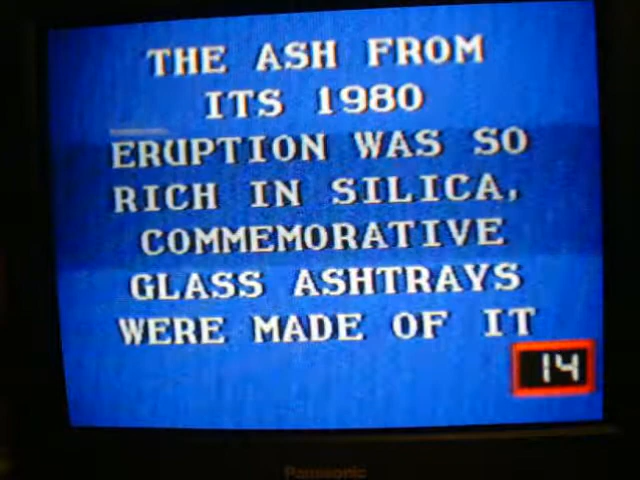 THE ASH FROM
ITS 1980
ERUPTION WAS SO
RICH IN SILICA,
COMMEMORATIVE
GLASS ASHTRAYS
WERE MADE OF IT
14
Panasonic